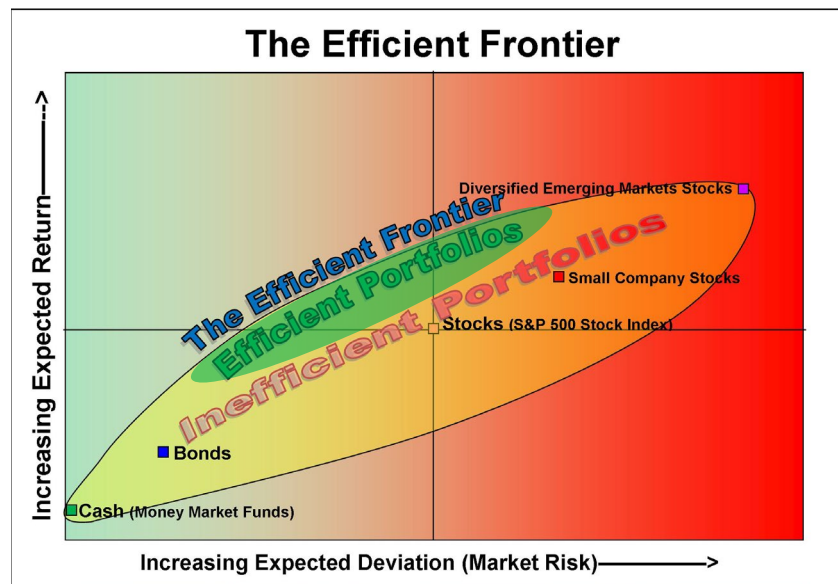 The Efficient Frontier
Increasing Expected Return------>
Diversified Emerging Markets Stocks
The Efficient Frontier
Efficient Portfolios
Inefficient Portfolios
Small Company Stocks
Stocks (S&P 500 Stock Index)
Bonds
Cash (Money Market Funds)
Increasing Expected Deviation (Market Risk)—————>